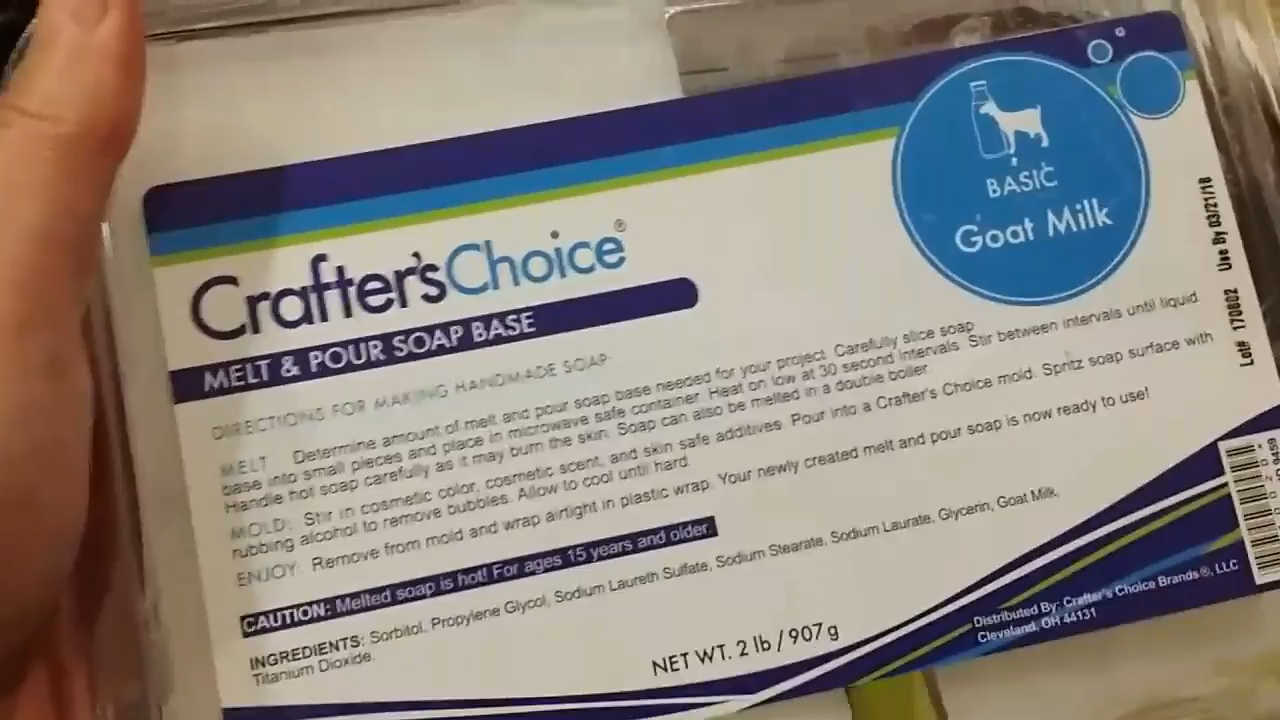 BASIC
Goat Milk
Crafter'sChoice®
MELT & POUR SOAP BASE
DIRECTIONS FOR MAKING HANDMADE SOAP
MELT Determine amount of melt and pour soap base needed for your project. Carefully slice soap
base into small pieces and place in microwave safe container. Heat on low at 30 second intervals. Stir between intervals until liquid.
Handle hot soap carefully as it may burn the skin. Soap can also be melted in a double boiler.
MOLD: Stir in cosmetic color, cosmetic scent, and skin safe additives. Pour into a Crafter's Choice mold. Spritz soap surface with
rubbing alcohol to remove bubbles. Allow to cool until hard.
ENJOY: Remove from mold and wrap airtight in plastic wrap. Your newly created melt and pour soap is now ready to use!
CAUTION: Melted soap is hot! For ages 15 years and older.
INGREDIENTS: Sorbitol, Propylene Glycol, Sodium Laureth Sulfate, Sodium Stearate, Sodium Laurate, Glycerin, Goat Milk,
Titanium Dioxide.
NET WT. 2 lb / 907 g
Distributed By: Crafter's Choice Brands®, LLC
Cleveland, OH 44131
Lot# 170802 Use By 03/21/18